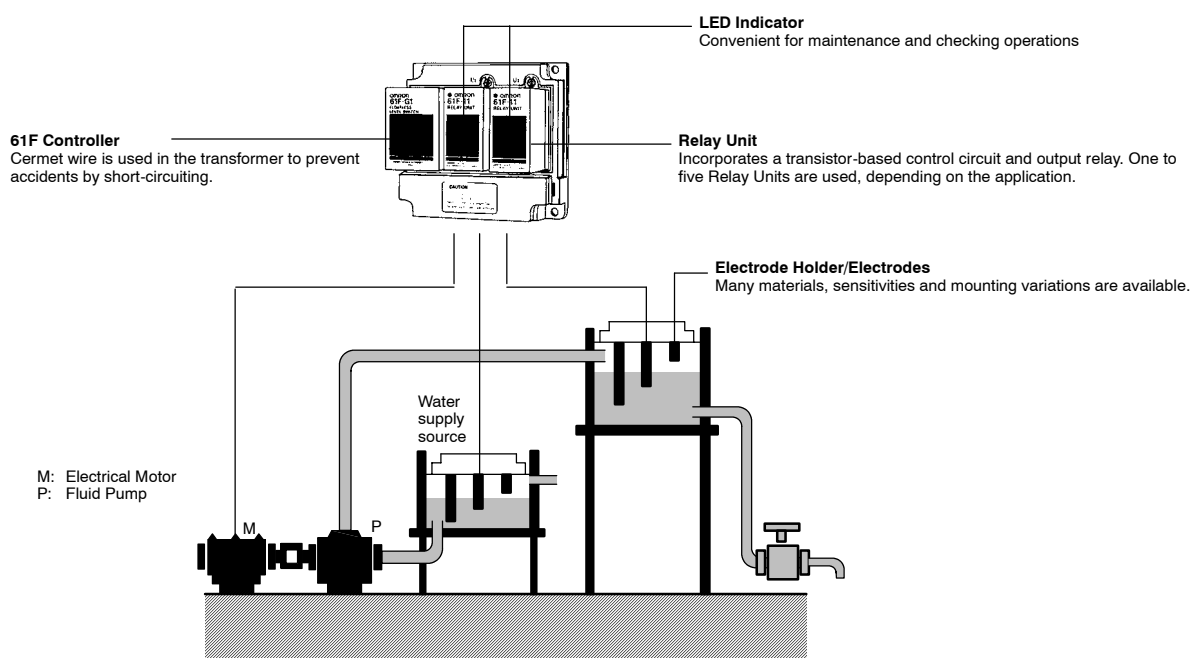 LED Indicator
Convenient for maintenance and checking operations
OMRON
61F-G1
OMRON
61F-11
RELAY UNIT
OMRON
61F-11
RELAY UNIT
CAUTION
61F Controller
Cermet wire is used in the transformer to prevent
accidents by short-circuiting.
Relay Unit
Incorporates a transistor-based control circuit and output relay. One to
five Relay Units are used, depending on the application.
Electrode Holder/Electrodes
Many materials, sensitivities and mounting variations are available.
Water
supply
source
M: Electrical Motor
P: Fluid Pump
M
P